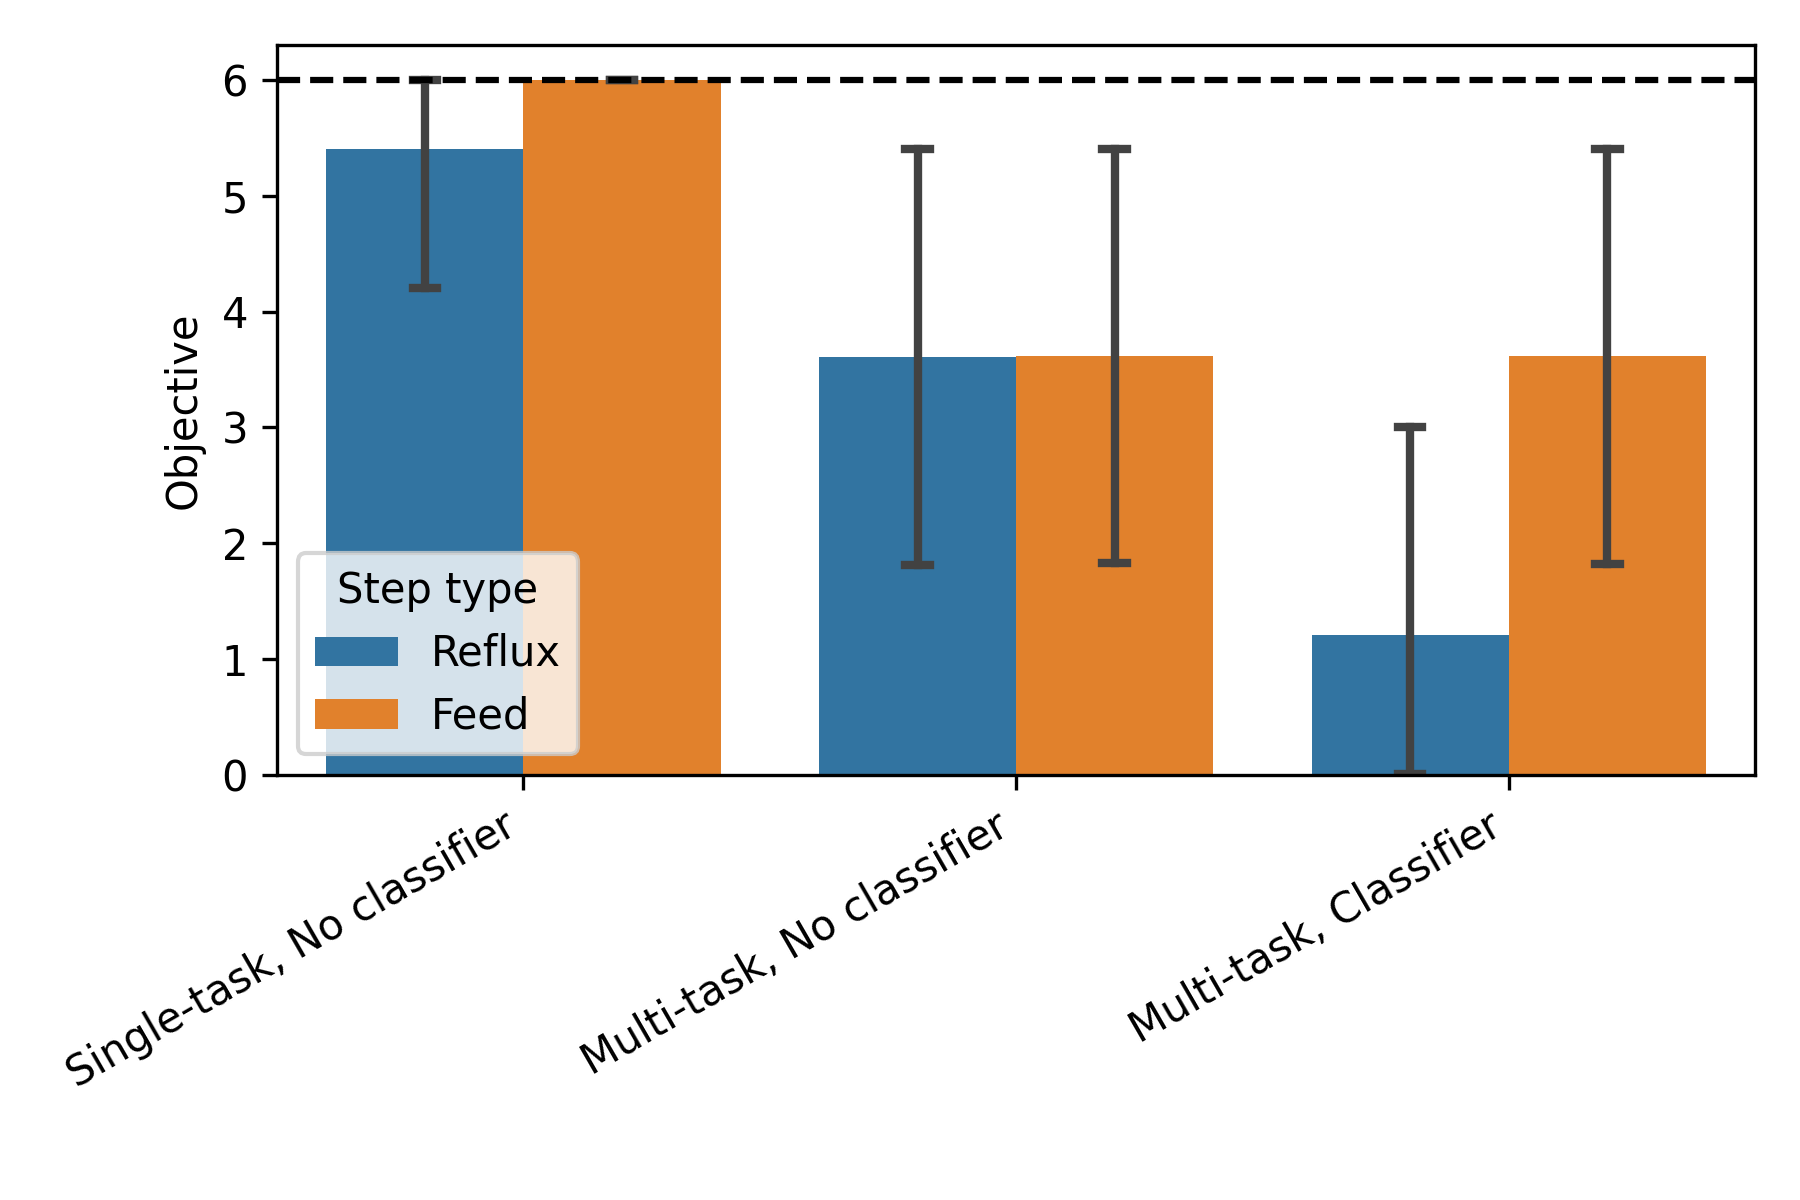 Objective
6
5
4
3
2
1
0
Step type
Reflux
Feed
Single-task, No classifier
Multi-task, No classifier
Multi-task, Classifier